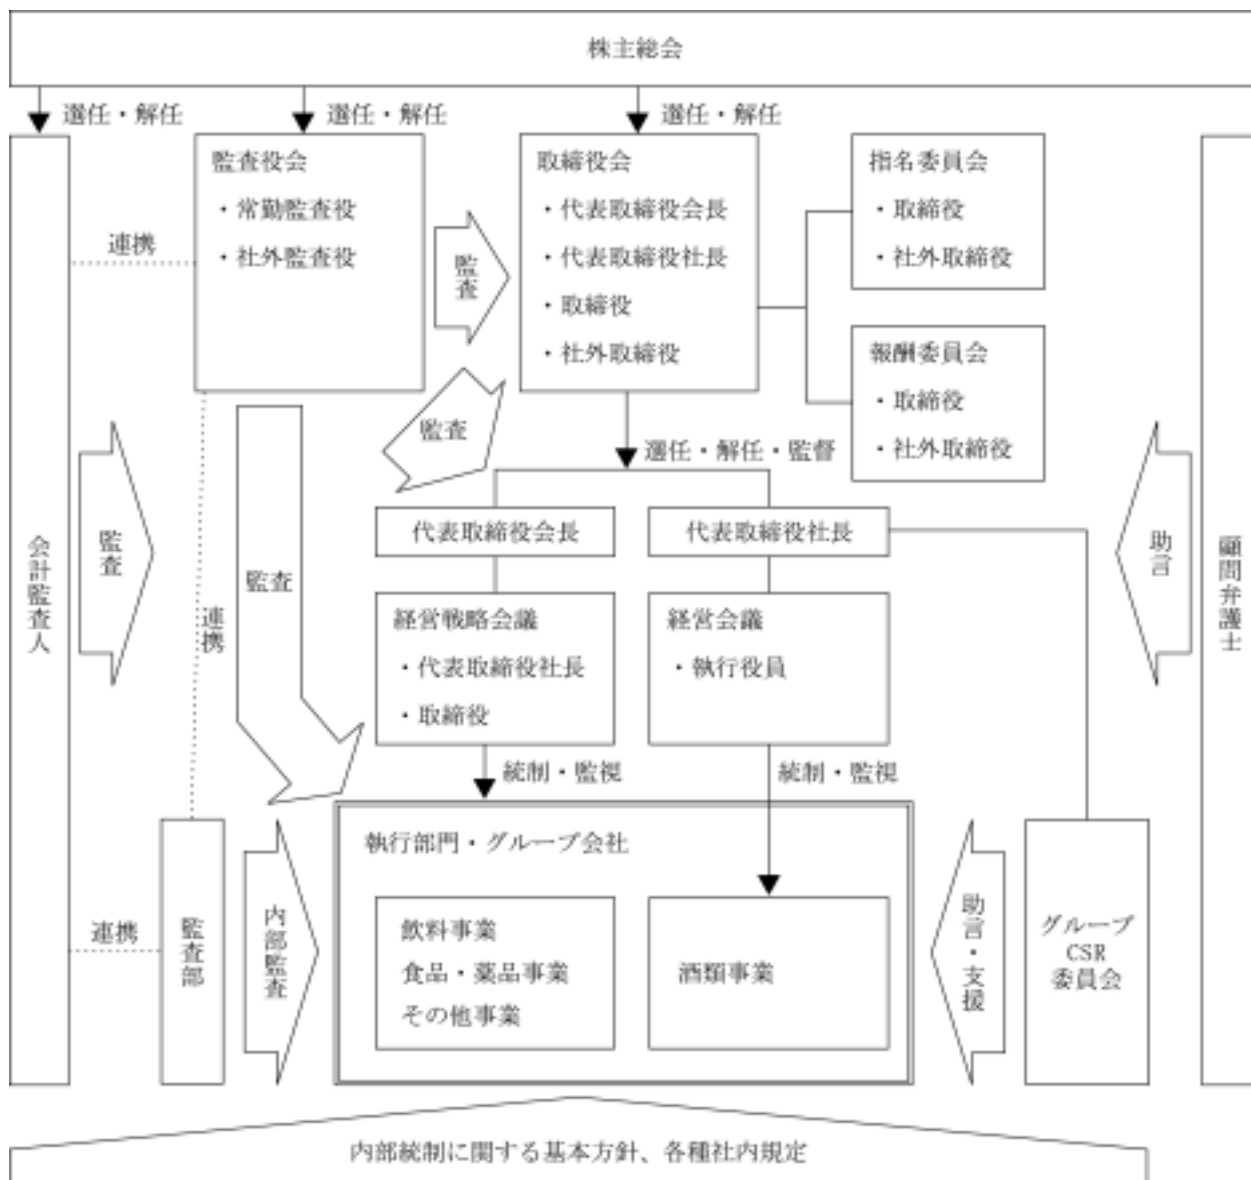 株主総会
選任・解任
選任・解任
選任・解任
監査役会
・常勤監査役
・社外監査役
取締役会
・代表取締役会長
・代表取締役社長
・取締役
・社外取締役
指名委員会
・取締役
・社外取締役
報酬委員会
・取締役
・社外取締役
連携
監査
監査
選任・解任・監督
会計監査人
監査
連携
監査
代表取締役会長
代表取締役社長
助言
顧問弁護士
経営戦略会議
・代表取締役社長
・取締役
経営会議
・執行役員
統制・監視
統制・監視
執行部門・グループ会社
連携
監査部
内部監査
飲料事業
食品・薬品事業
その他事業
酒類事業
助言・支援
グループ
CSR
委員会
内部統制に関する基本方針、各種社内規定